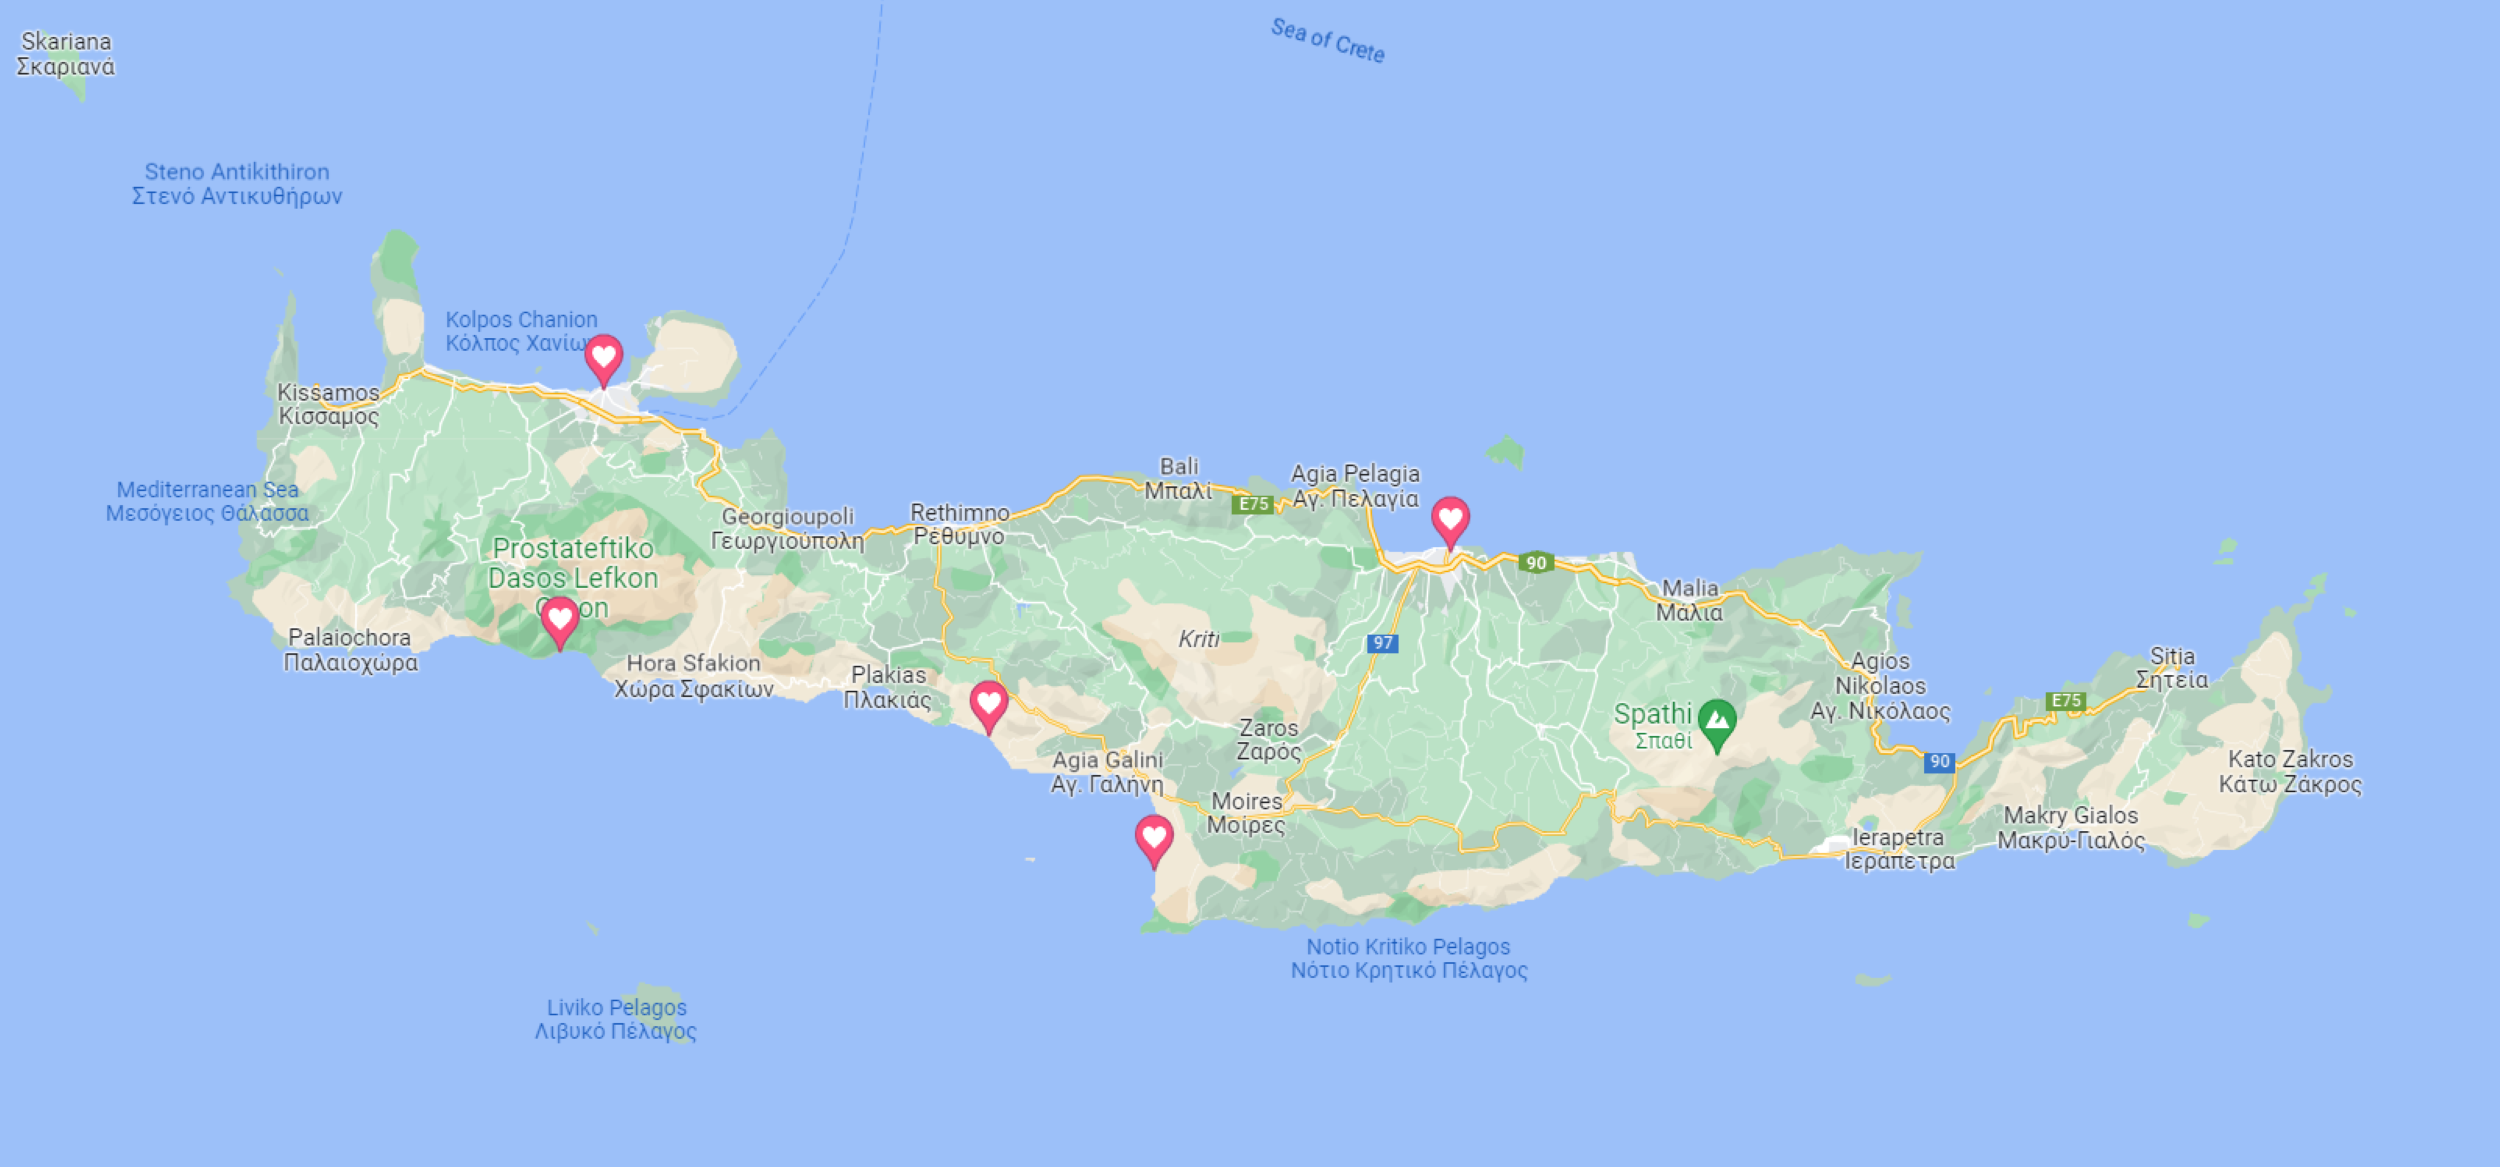 Skariana
Σκαριανά
Sea of Crete
Steno Antikithiron
Στενό Αντικυθήρων
Kolpos Chanion
Κόλπος Χανίων
Kissamos
Κίσσαμος
Mediterranean Sea
Μεσόγειος Θάλασσα
Georgioupoli
Γεωργιούπολη
Rethimno
Ρέθυμνο
Bali
Μπαλί
E75
Agia Pelagia
Αγ. Πελαγία
90
Prostateftiko
Dasos Lefkon
Malia
Μάλια
Palaiochora
Παλαιοχώρα
Hora Sfakion
Χώρα Σφακίων
Plakias
Πλακιάς
Kriti
97
Agios
Nikolaos
Αγ. Νικόλαος
Sitia
Σητεία
E75
Spathi
Σπαθί
Zaros
Ζαρός
Agia Galini
Αγ. Γαλήνη
90
Kato Zakros
Κάτω Ζάκρος
Moires
Μοίρες
Makry Gialos
Μακρύ-Γιαλός
Ierapetra
Ιεράπετρα
Notio Kritiko Pelagos
Νότιο Κρητικό Πέλαγος
Liviko Pelagos
Λιβυκό Πέλαγος